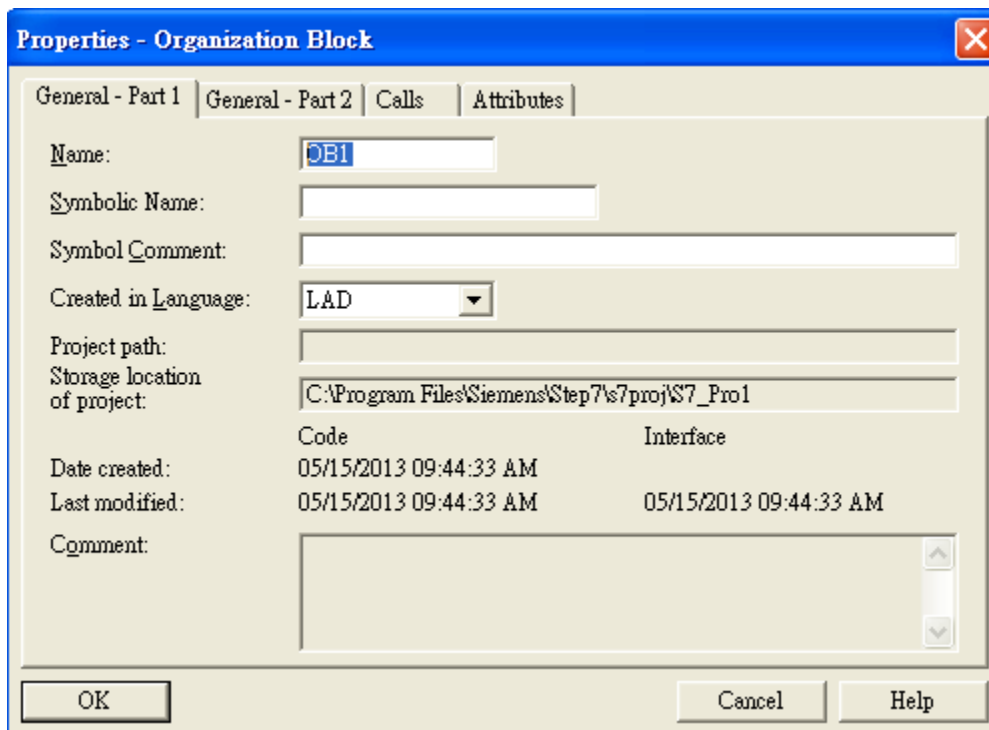 Properties - Organization Block
General - Part 1 General - Part 2 Calls Attributes
Name: OB1
Symbolic Name:
Symbol Comment:
Created in Language: LAD
Project path:
Storage location
of project: C:\Program Files\Siemens\Step7\s7proj\S7_Pro1
Code Interface
Date created: 05/15/2013 09:44:33 AM
Last modified: 05/15/2013 09:44:33 AM 05/15/2013 09:44:33 AM
Comment:
OK Cancel Help